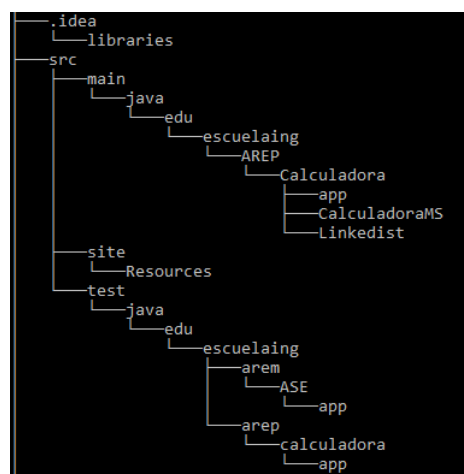 .idea
libraries
src
main
java
edu
escuelaing
AREP
Calculadora
app
CalculadoraMS
Linkedist
site
Resources
test
java
edu
escuelaing
arem
ASE
app
arep
calculadora
app